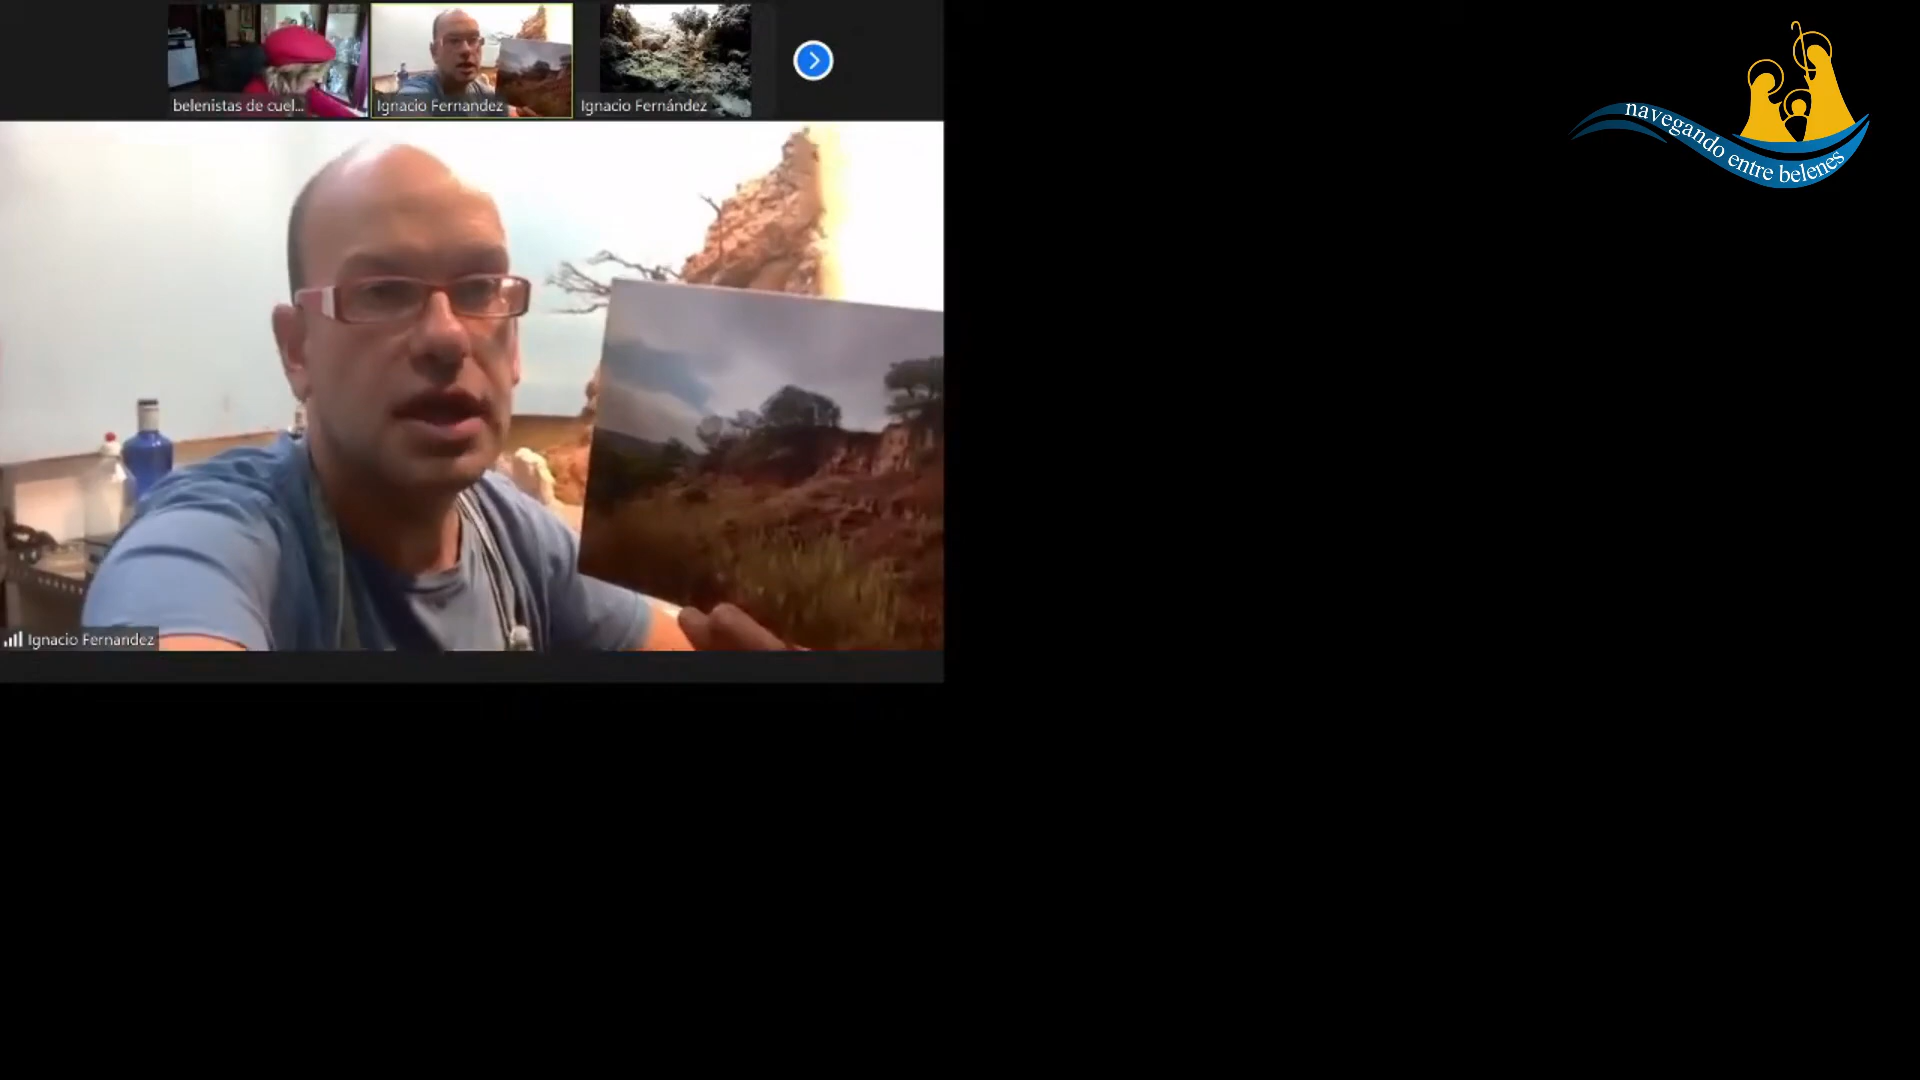 belenistas de cuel...
Ignacio Fernandez
Ignacio Fernández
navegando entre belenes
Ignacio Fernandez